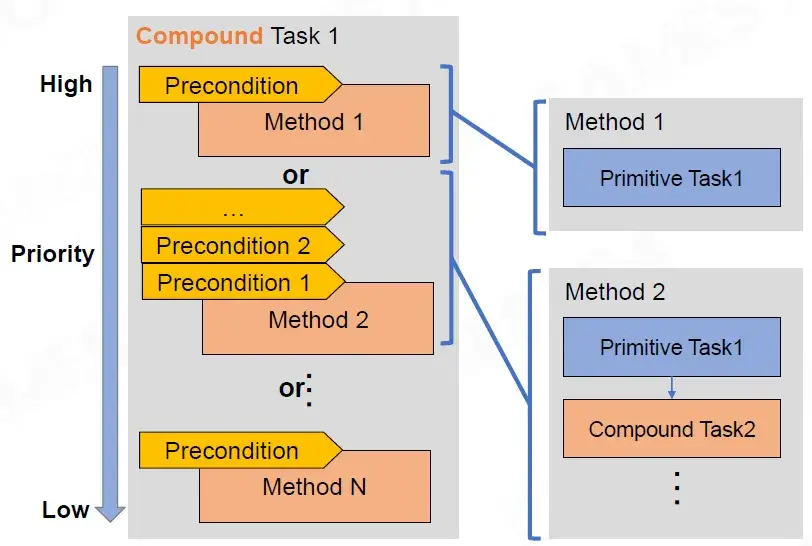 Compound Task 1
High
Precondition
Method 1
or
...
Precondition 2
Priority
Precondition 1
Method 2
or
Precondition
Method N
Low
Method 1
Primitive Task1
Method 2
Primitive Task1
Compound Task2